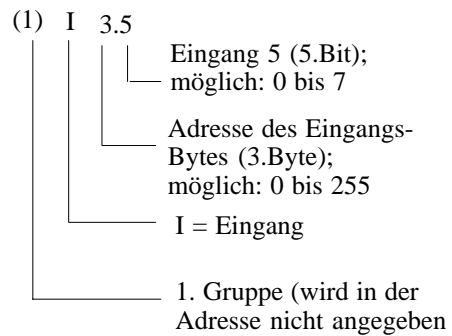 (1) I 3.5
Eingang 5 (5.Bit);
möglich: 0 bis 7
Adresse des Eingangs-
Bytes (3.Byte);
möglich: 0 bis 255
I = Eingang
1. Gruppe (wird in der
Adresse nicht angegeben